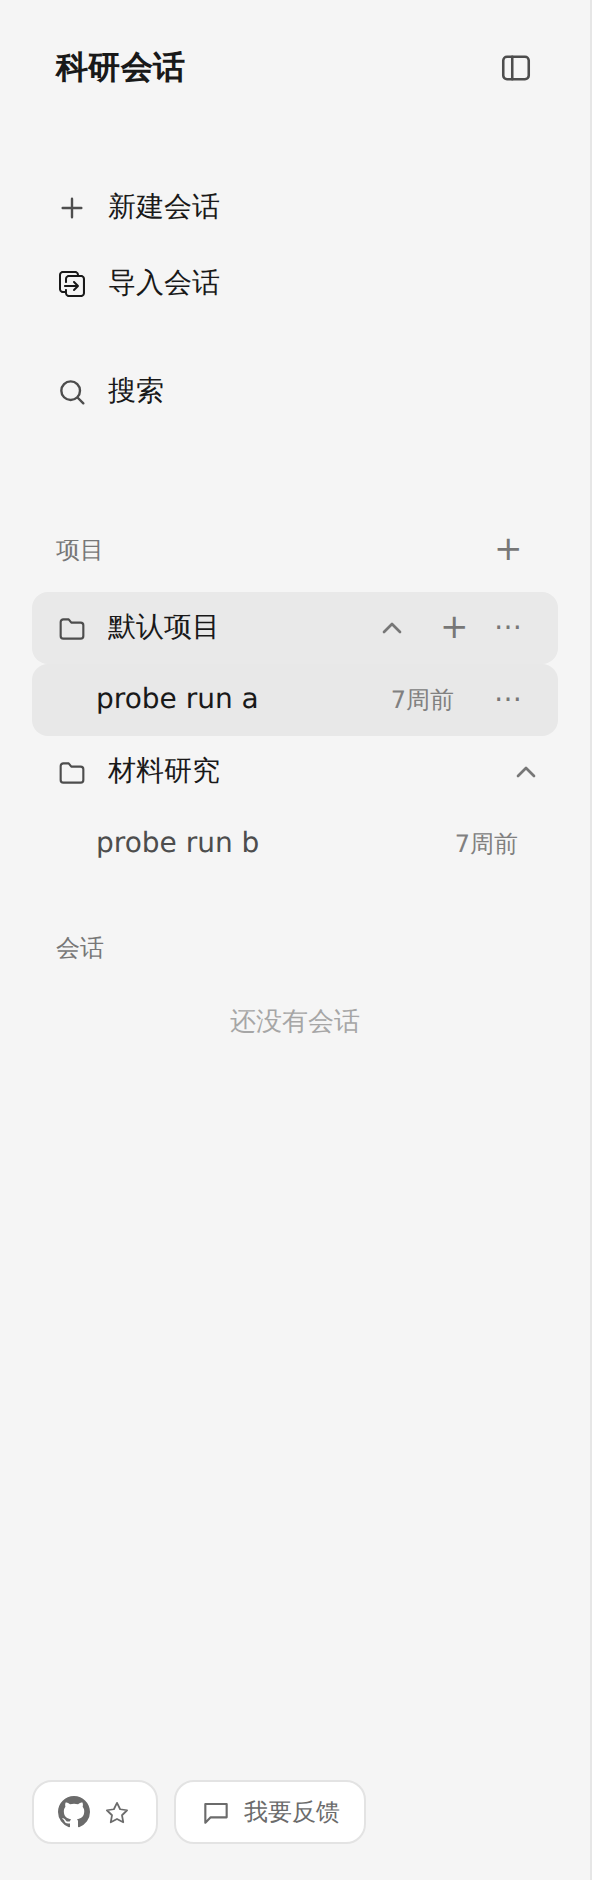 科研会话
新建会话
导入会话
搜索
项目
默认项目
probe run a 7周前
材料研究
probe run b 7周前
会话
还没有会话
我要反馈